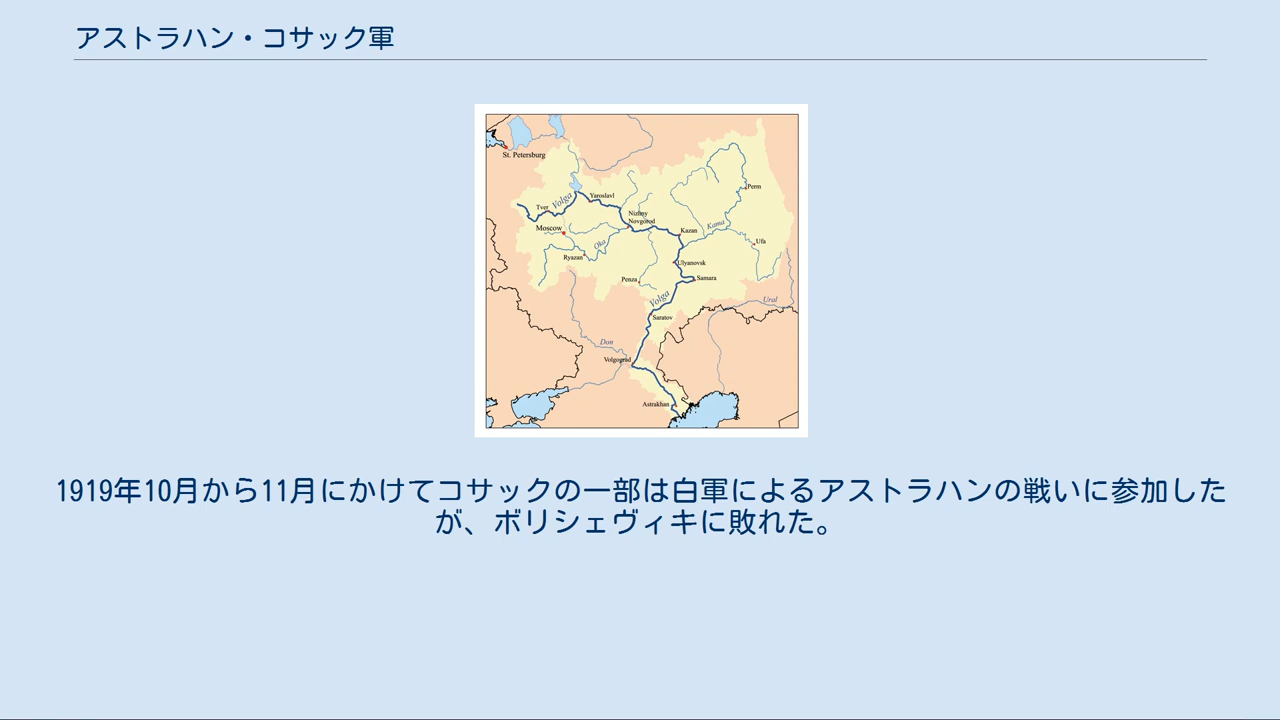 アストラハン・コサック軍
St. Petersburg
Perm
Yaroslavl
Volga
Tver
Nizhny
Novgorod
Kama
Moscow
Kazan
Oka
Ufa
Ryazan
Ulyanovsk
Penza
Samara
Volga
Ural
Saratov
Don
Volgograd
Astrakhan
1919年10月から11月にかけてコサックの一部は白軍によるアストラハンの戦いに参加した
が、ボリシェヴィキに敗れた。